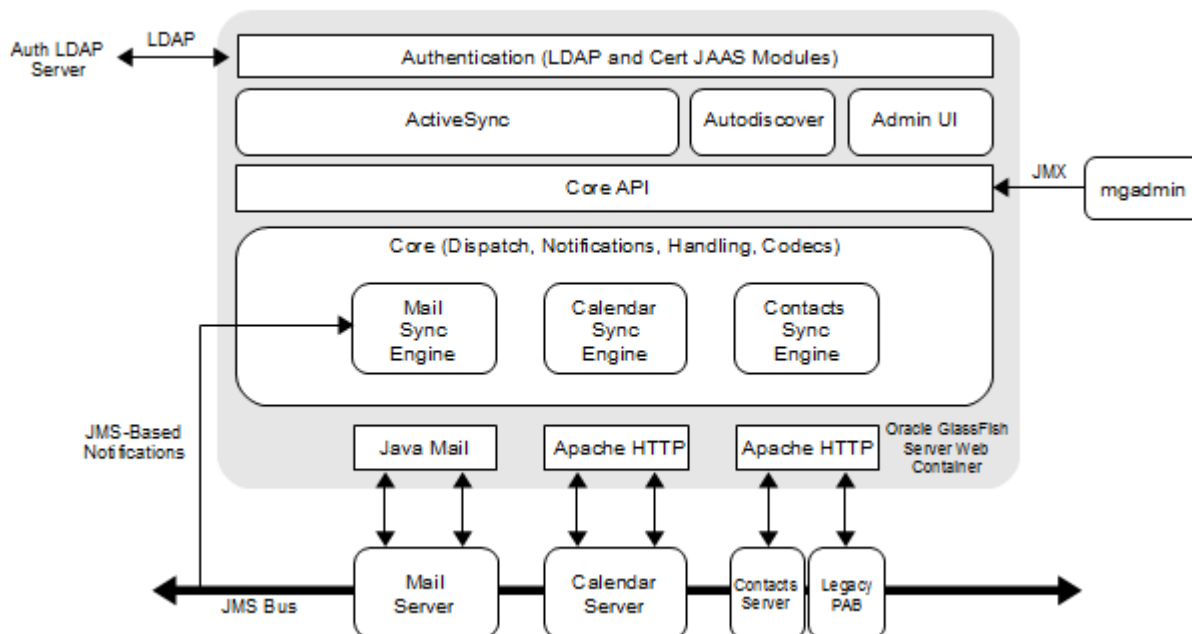 Auth LDAP
Server
LDAP
Authentication (LDAP and Cert JAAS Modules)
ActiveSync
Autodiscover
Admin UI
Core API
JMX
mgadmin
Core (Dispatch, Notifications, Handling, Codecs)
Mail
Sync
Engine
Calendar
Sync
Engine
Contacts
Sync
Engine
JMS-Based
Notifications
Java Mail
Apache HTTP
Apache HTTP
Oracle GlassFish
Server Web
Container
JMS Bus
Mail
Server
Calendar
Server
Contacts
Server
Legacy
PAB